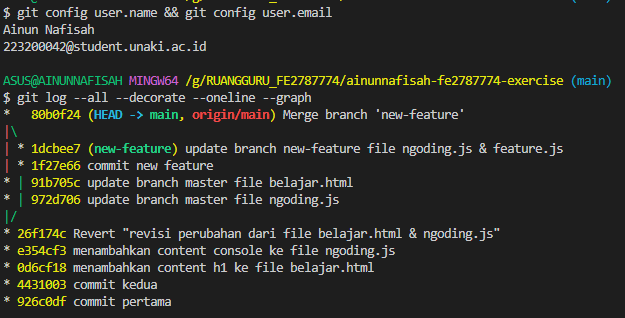 $ git config user.name && git config user.email
Ainun Nafisah
223200042@student.unaki.ac.id
ASUS@AINUNNAFISAH MINGW64 /g/RUANGGURU_FE2787774/ainunnafisah-fe2787774-exercise (main)
$ git log --all --decorate --oneline --graph
*   80b0f24 (HEAD -> main, origin/main) Merge branch 'new-feature'
|\
| * 1dcbee7 (new-feature) update branch new-feature file ngoding.js & feature.js
| * 1f27e66 commit new feature
* | 91b705c update branch master file belajar.html
* | 972d706 update branch master file ngoding.js
|/
* 26f174c Revert "revisi perubahan dari file belajar.html & ngoding.js"
* e354cf3 menambahkan content console ke file ngoding.js
* 0d6cf18 menambahkan content h1 ke file belajar.html
* 4431003 commit kedua
* 926c0df commit pertama